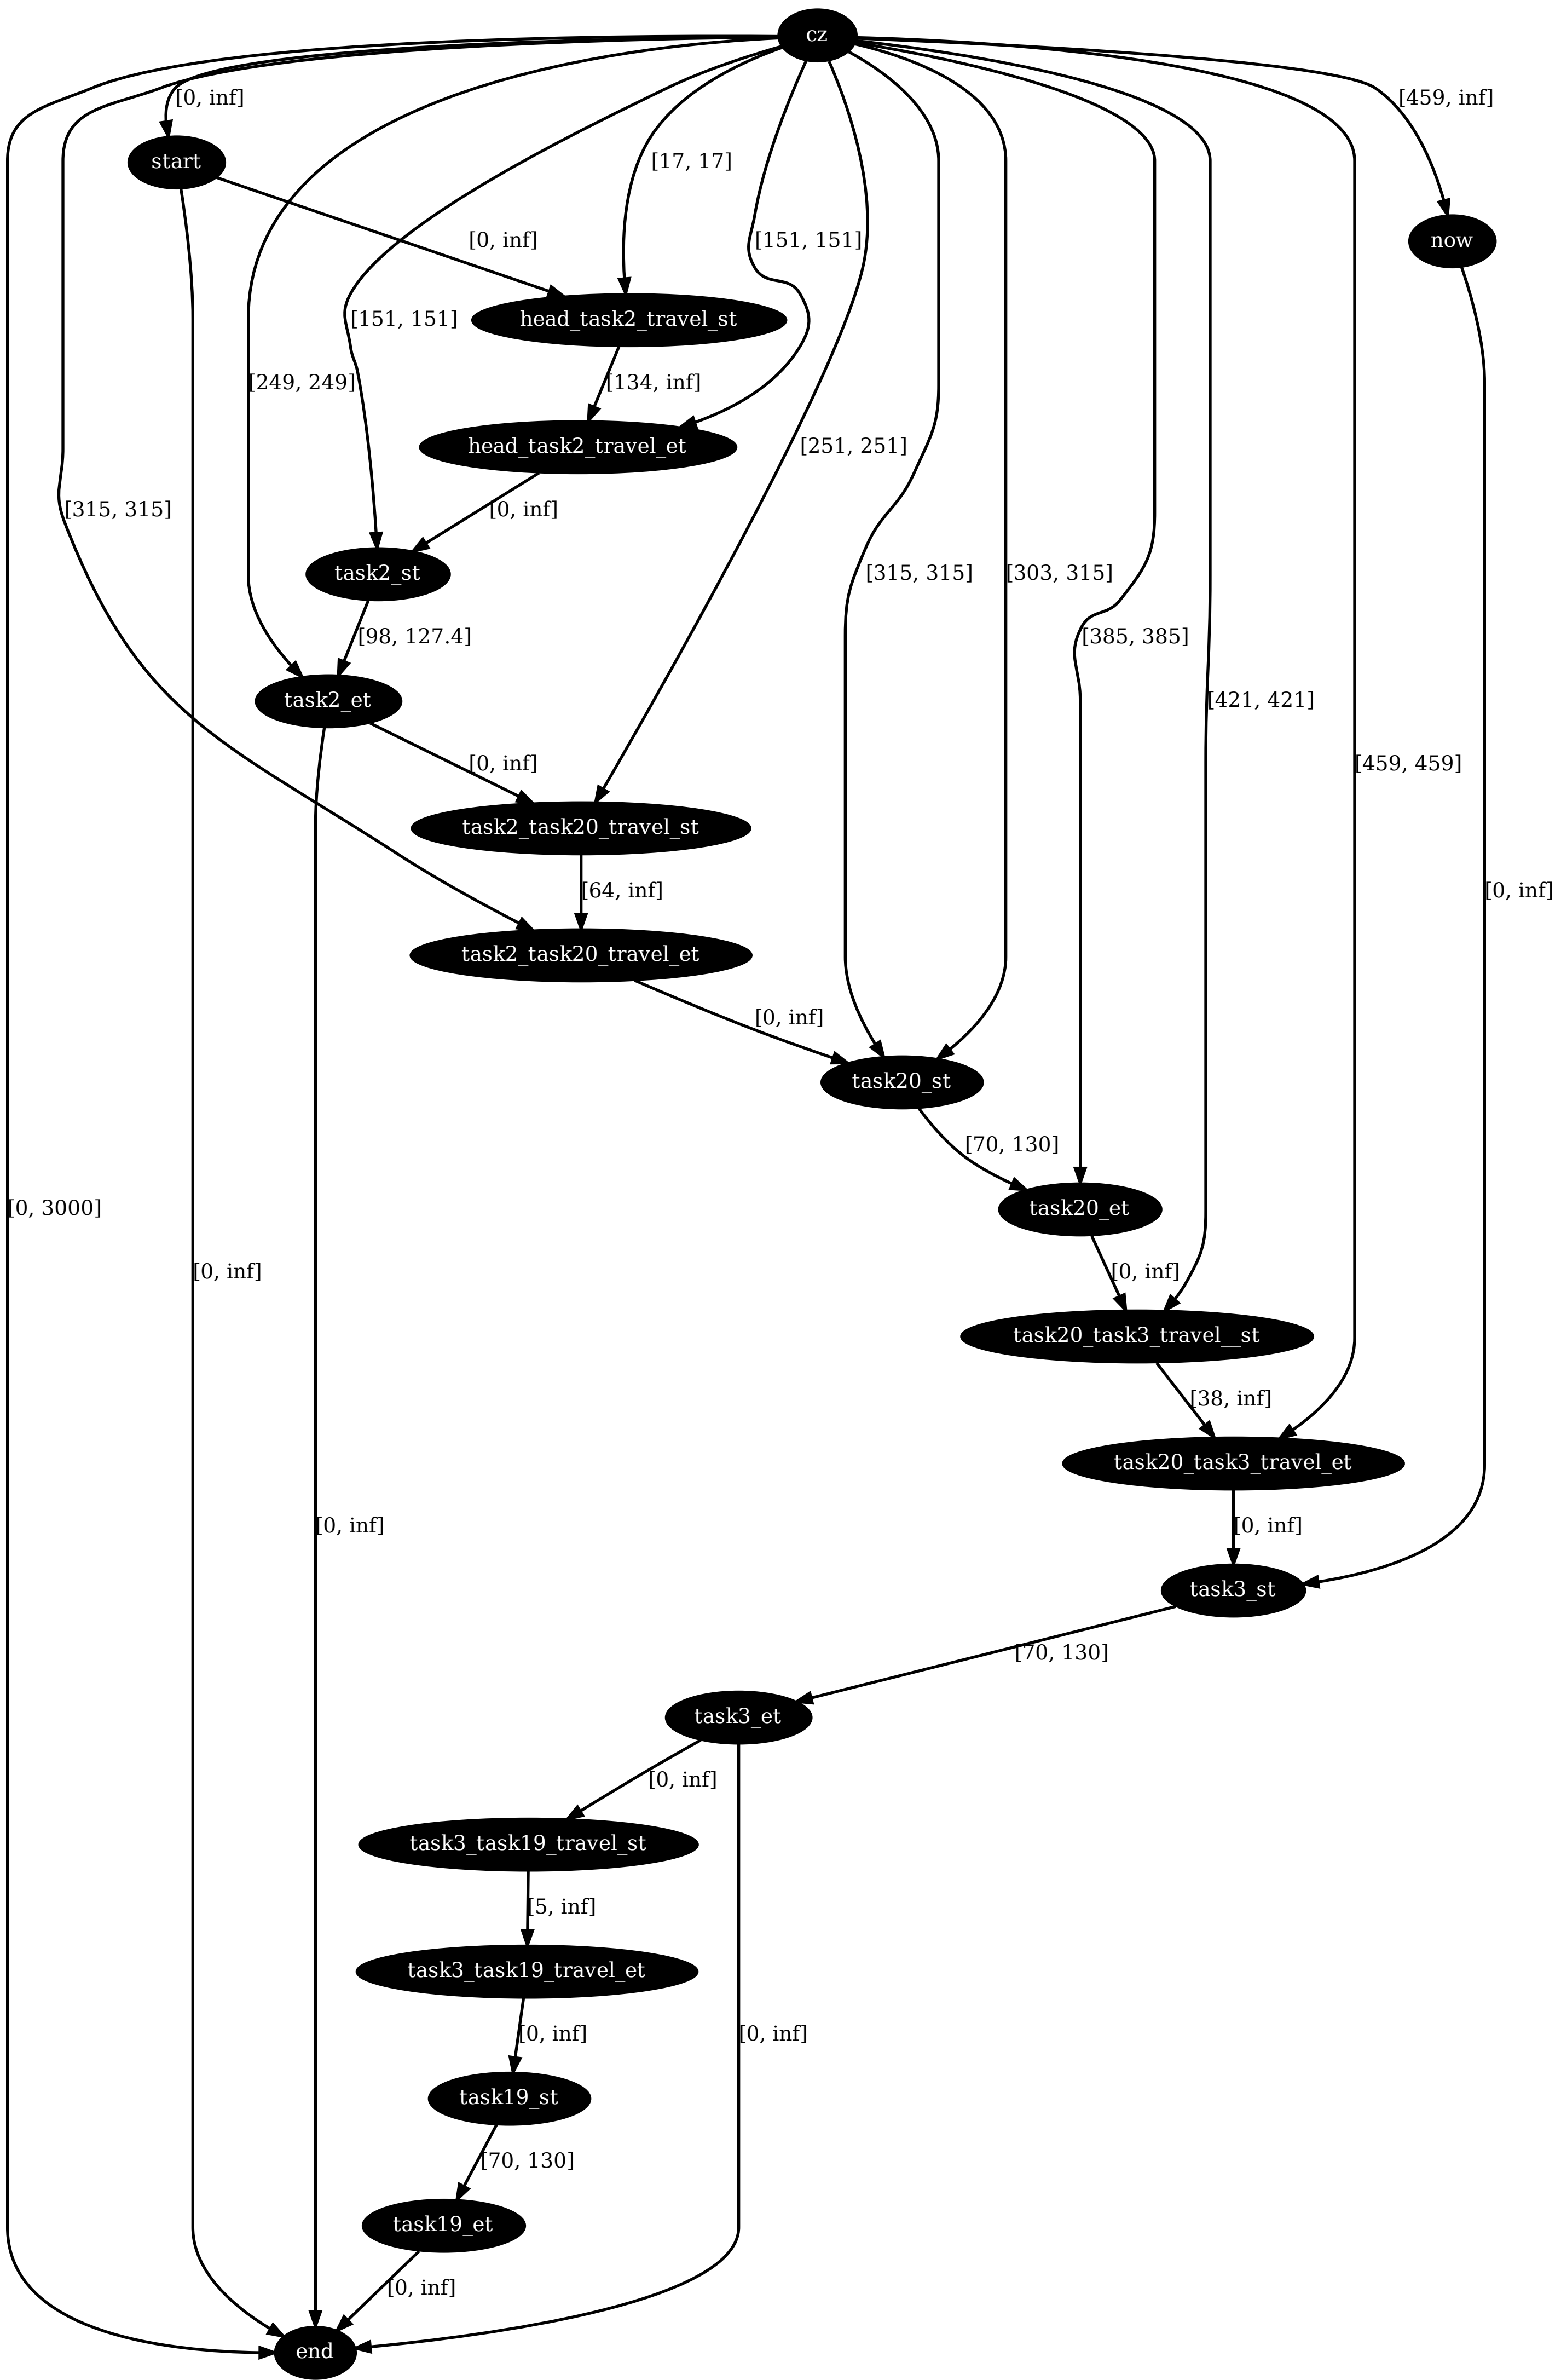 cz
[0, inf]
[459, inf]
start
[17, 17]
now
[0, inf]
[151, 151]
[151, 151]
head_task2_travel_st
[249, 249]
[134, inf]
head_task2_travel_et
[251, 251]
[315, 315]
[0, inf]
task2_st
[315, 315]
[303, 315]
[98, 127.4]
[385, 385]
task2_et
[421, 421]
[0, inf]
[459, 459]
task2_task20_travel_st
[64, inf]
[0, inf]
task2_task20_travel_et
[0, inf]
task20_st
[70, 130]
[0, 3000]
task20_et
[0, inf]
[0, inf]
task20_task3_travel__st
[38, inf]
task20_task3_travel_et
[0, inf]
[0, inf]
task3_st
[70, 130]
task3_et
[0, inf]
task3_task19_travel_st
[5, inf]
task3_task19_travel_et
[0, inf]
[0, inf]
task19_st
[70, 130]
task19_et
[0, inf]
end